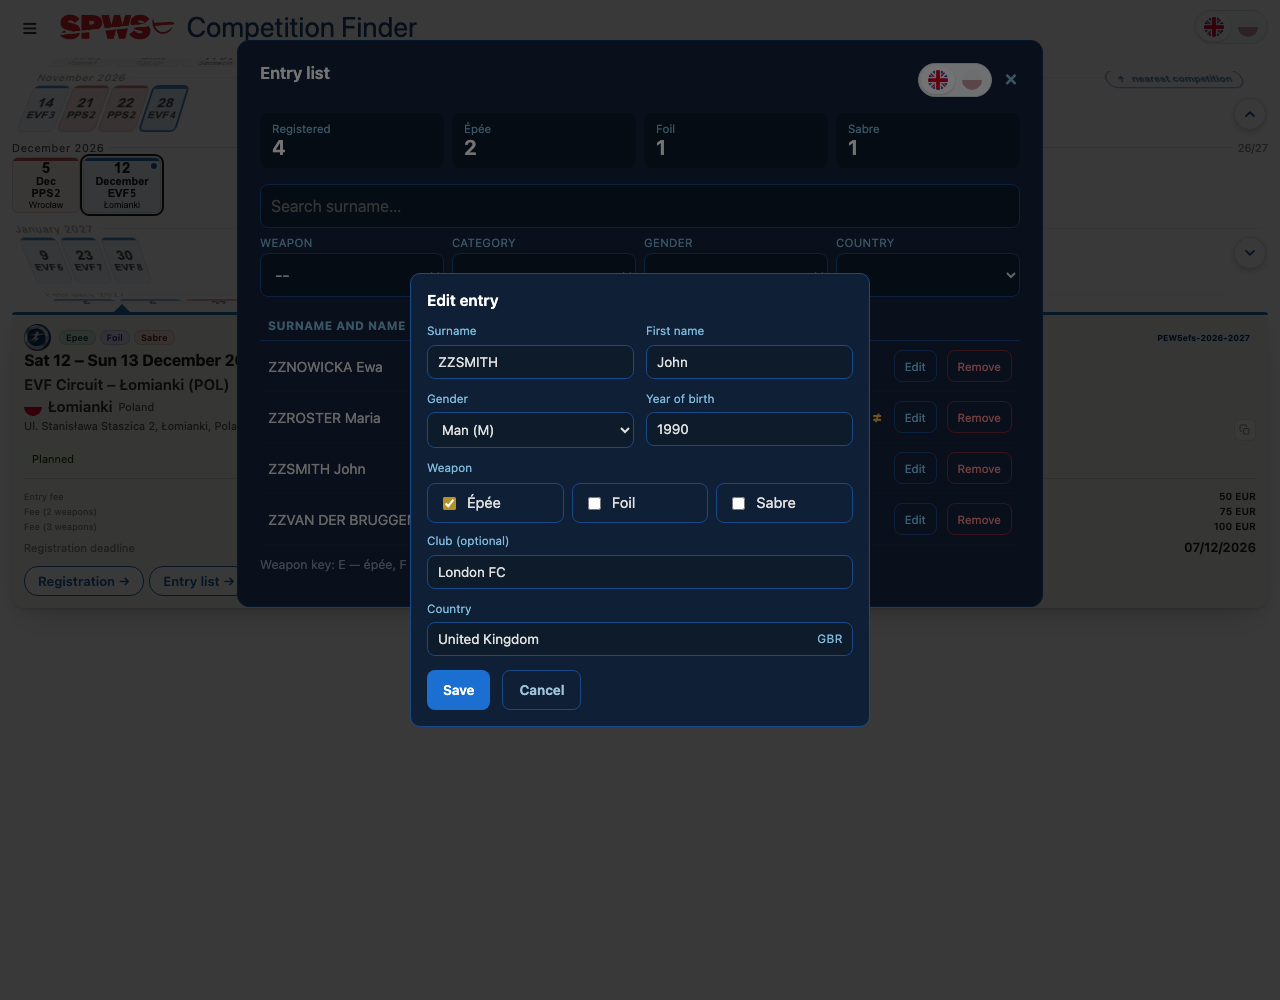 SPWS Competition Finder
November 2026
nearest competition
14 21 22 28
EVF3 PPS2 PPS2 EVF4
December 2026
26/27
5
Dec
PPS2
Wrocław
12
December
EVF5
Łomianki
January 2027
9 23 30
EVF6 EVF7 EVF8
Epee Foil Sabre
PEW5efs-2026-2027
Sat 12 – Sun 13 December
EVF Circuit – Łomianki (POL)
Łomianki Poland
Ul. Stanisława Staszica 2, Łomianki,
Planned
Entry fee
50 EUR
Fee (2 weapons)
75 EUR
Fee (3 weapons)
100 EUR
Registration deadline
07/12/2026
Registration →
Entry list →
Entry list
×
Registered
4
Épée
2
Foil
1
Sabre
1
Search surname...
WEAPON CATEGORY GENDER COUNTRY
--
SURNAME AND NAME
ZZNOWICKA Ewa
Edit Remove
ZZROSTER Maria
≠ Edit Remove
ZZSMITH John
Edit Remove
ZZVAN DER BRUGGEN
Edit Remove
Weapon key: E — épée, F
Edit entry
Surname First name
ZZSMITH John
Gender Year of birth
Man (M) 1990
Weapon
Épée Foil Sabre
Club (optional)
London FC
Country
United Kingdom GBR
Save Cancel